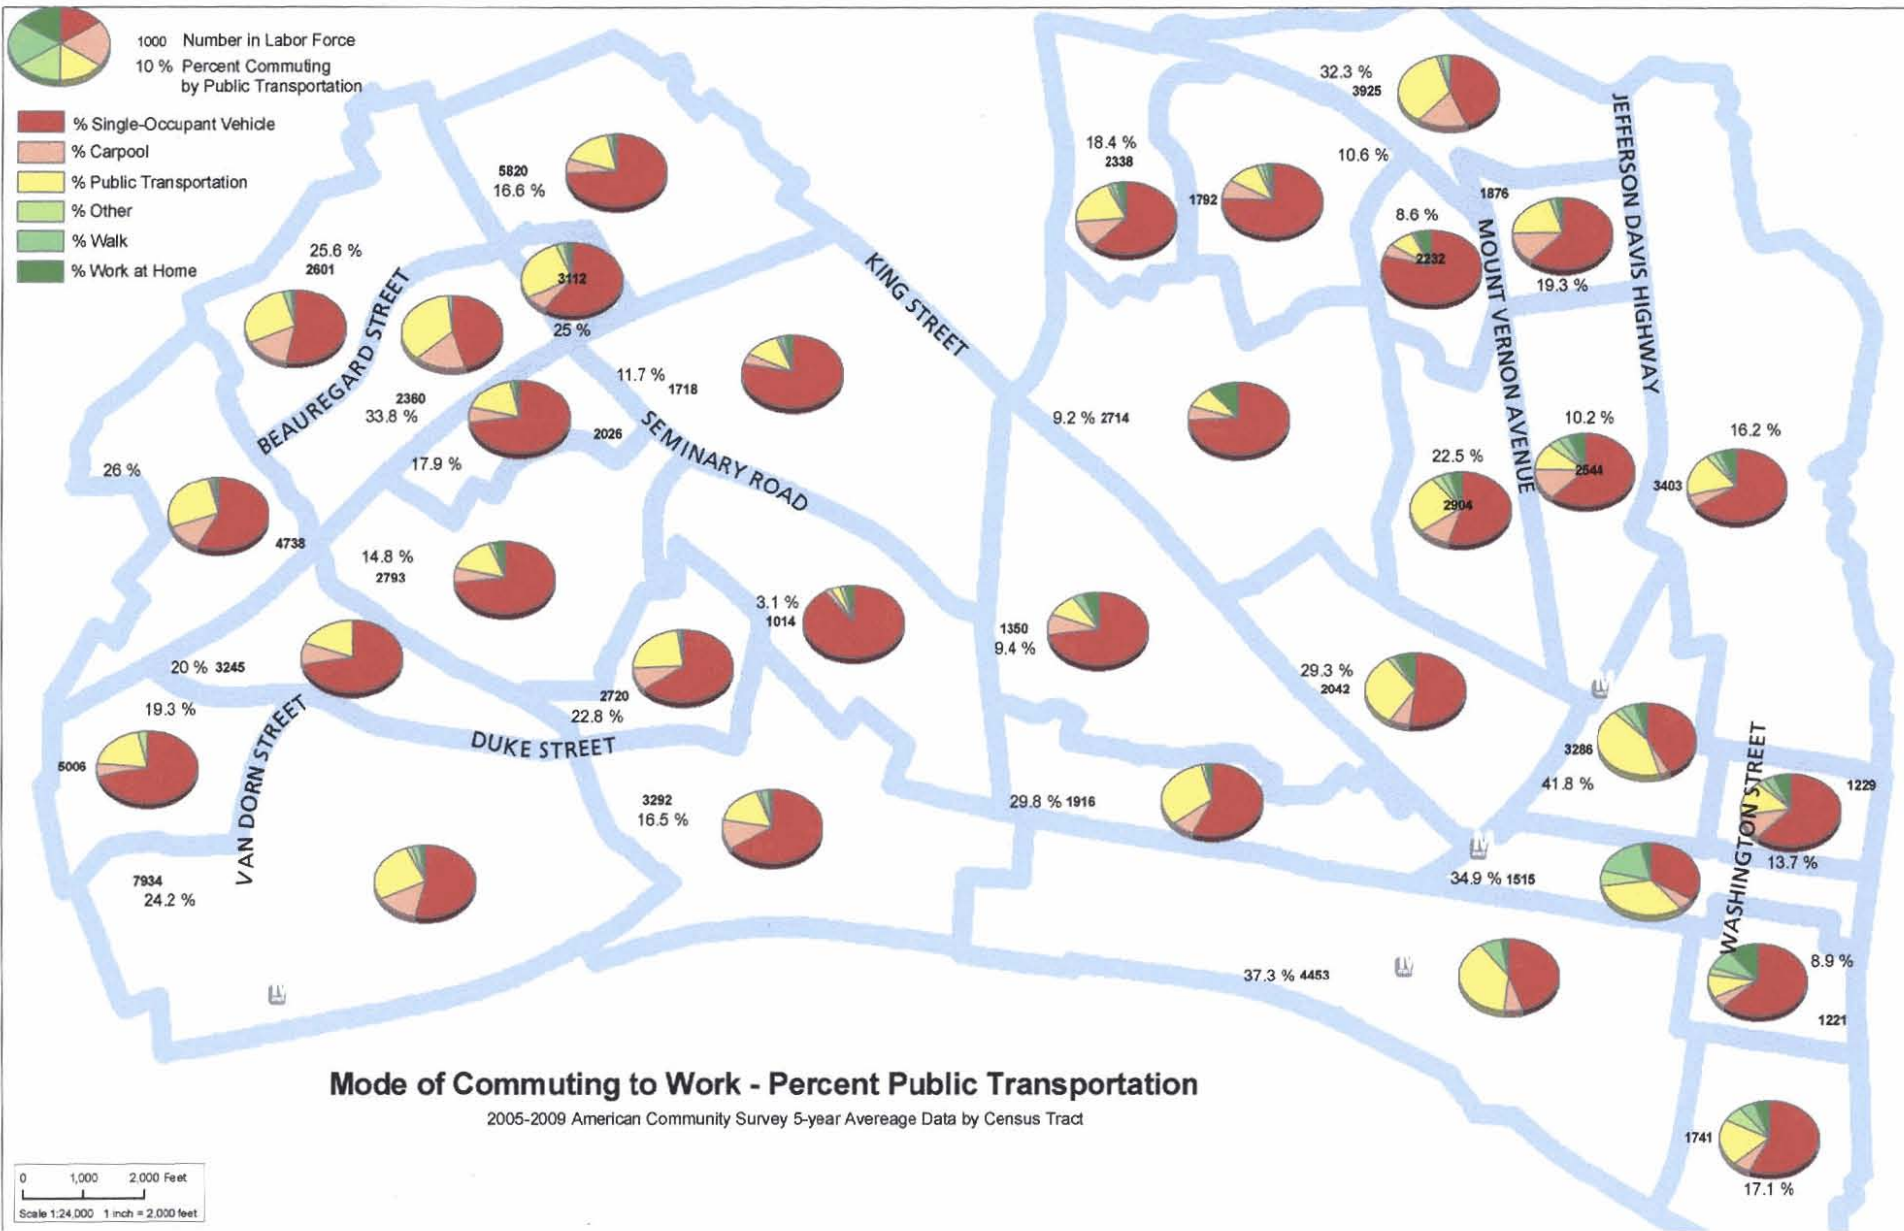 1000 Number in Labor Force
10 % Percent Commuting
by Public Transportation
% Single-Occupant Vehicle
% Carpool
% Public Transportation
% Other
% Walk
% Work at Home
5820
16.6 %
25.6 %
2601
3112
25 %
2360
33.8 %
2026
17.9 %
11.7 %
1718
26 %
4738
14.8 %
2793
3.1 %
1014
20 % 3245
19.3 %
5006
2720
22.8 %
3292
16.5 %
7934
24.2 %
BEAUREGARD STREET
SEMINARY ROAD
KING STREET
DUKE STREET
VAN DORN STREET
32.3 %
3925
18.4 %
2338
10.6 %
1792
8.6 %
2232
1876
19.3 %
JEFFERSON DAVIS HIGHWAY
MOUNT VERNON AVENUE
9.2 % 2714
22.5 %
2904
10.2 %
2544
16.2 %
3403
1350
9.4 %
29.3 %
2042
3286
41.8 %
29.8 % 1916
1229
13.7 %
WASHINGTON STREET
34.9 % 1515
37.3 % 4453
8.9 %
1221
1741
17.1 %
M
M
M
M
Mode of Commuting to Work - Percent Public Transportation
2005-2009 American Community Survey 5-year Avereage Data by Census Tract
0 1,000 2,000 Feet
Scale 1:24,000 1 inch = 2,000 feet